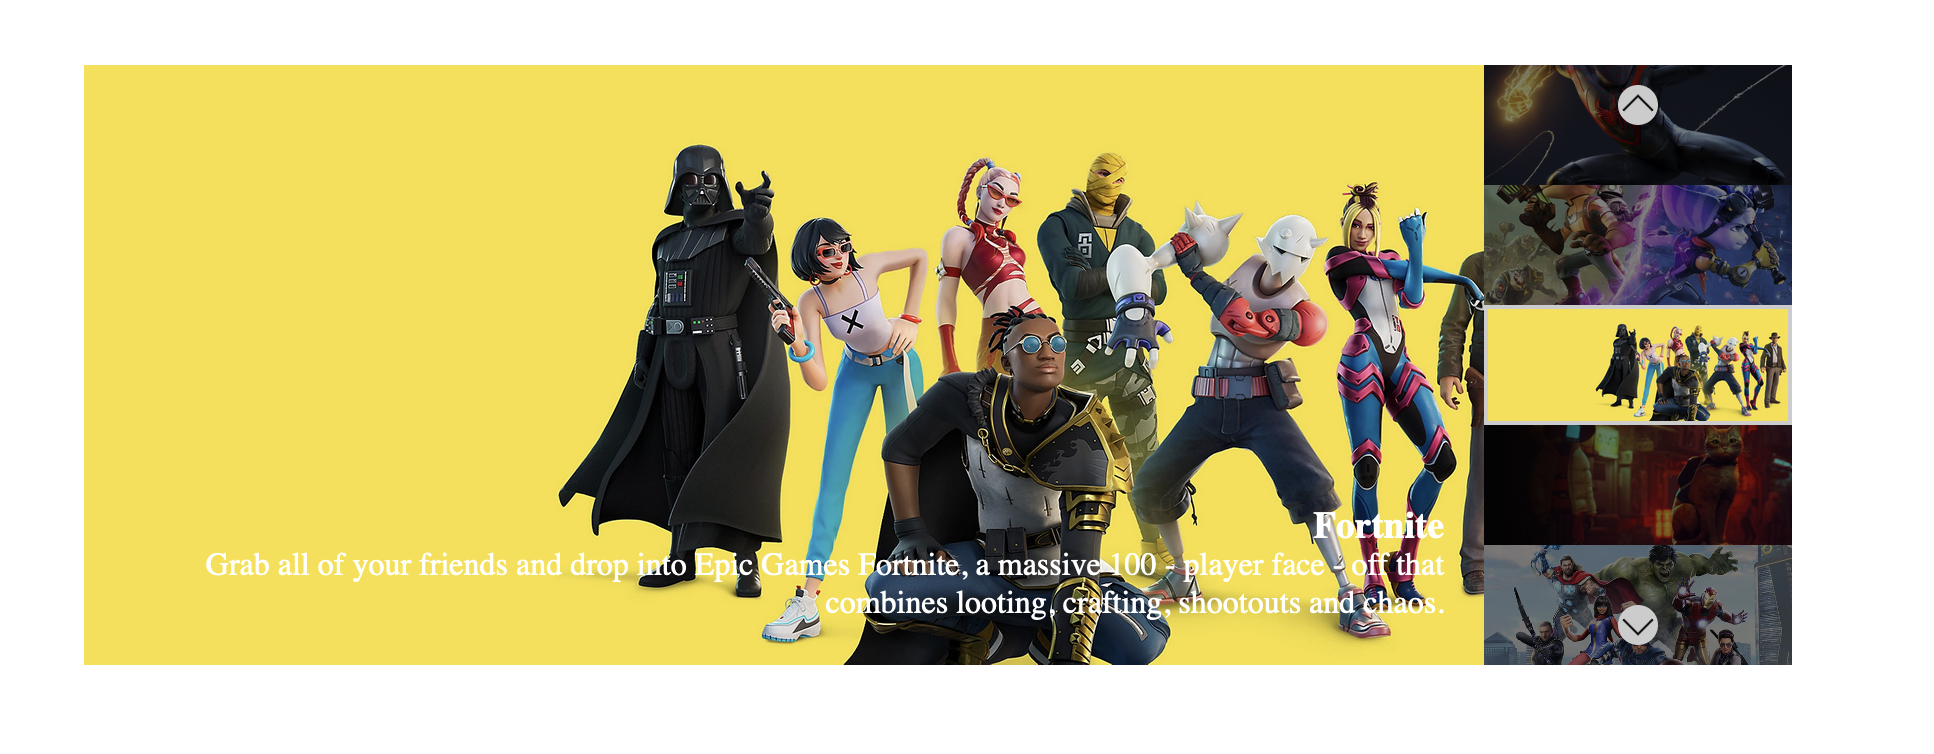 Fortnite
Grab all of your friends and drop into Epic Games Fortnite, a massive 100 - player face - off that
combines looting, crafting, shootouts and chaos.